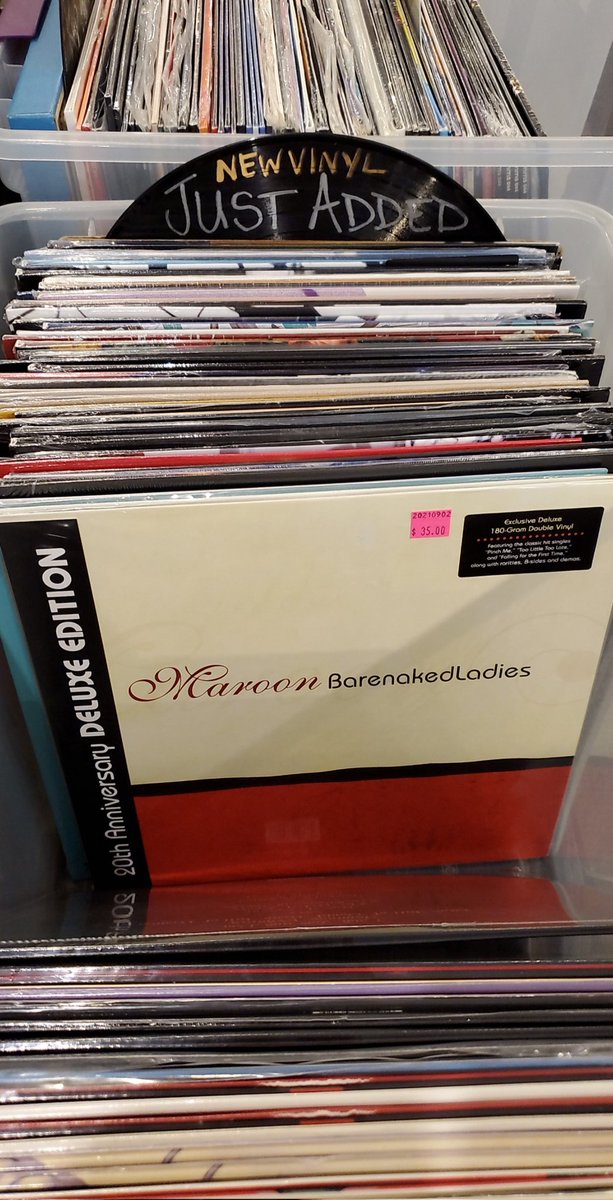 NEW VINYL
JUST ADDED
20210902
$ 35.00
Exclusive Deluxe
180-Gram Double Vinyl
Featuring the classic hit singles
"Pinch Me," "Too Little Too Late,"
and "Falling for the First Time,"
along with rarities, B-sides and demos.
20th Anniversary DELUXE EDITION
Maroon BarenakedLadies